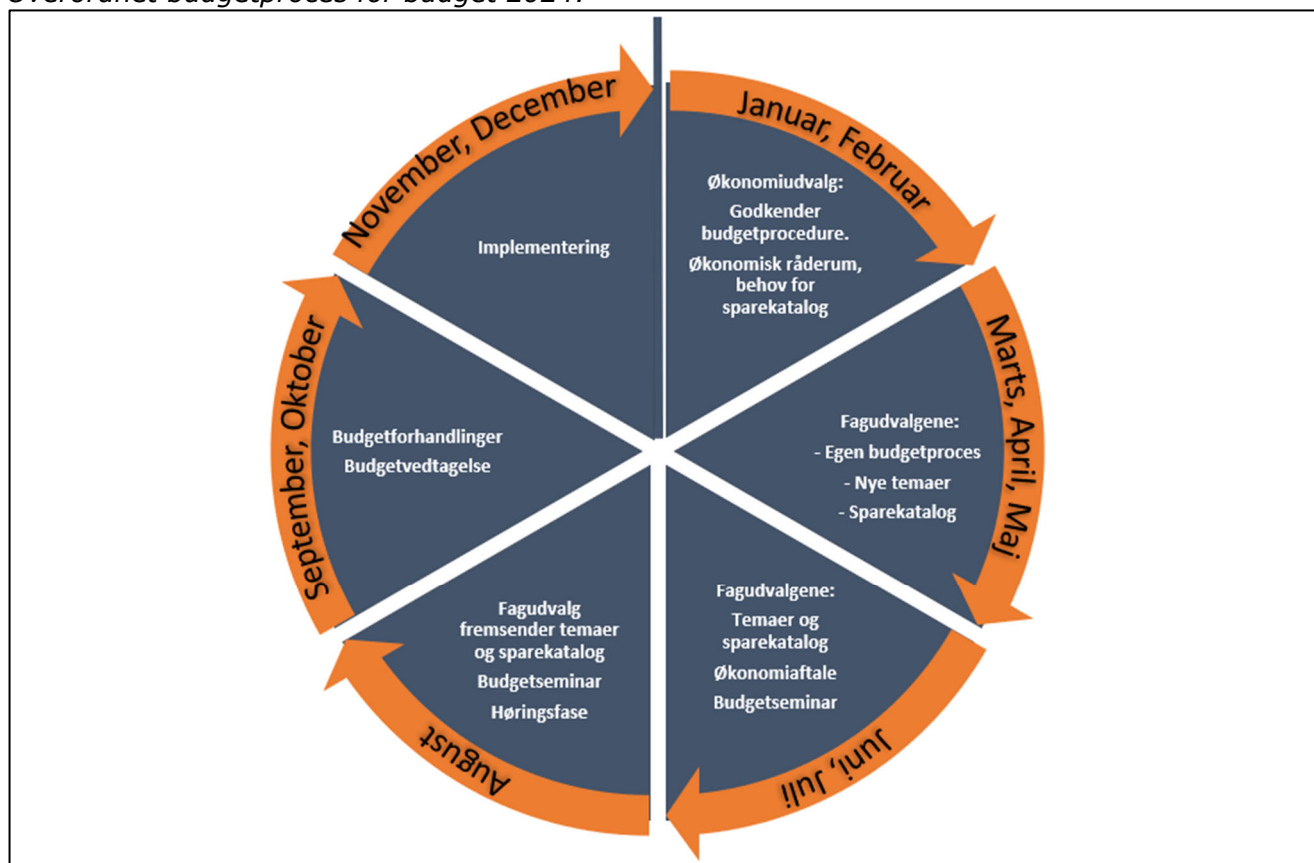 Overordnet budgetproces for budget 2024:
Januar, Februar
Økonomiudvalg:
Godkender
budgetprocedure.
Økonomisk råderum,
behov for
sparekatalog
Marts, April, Maj
Fagudvalgene:
- Egen budgetproces
- Nye temaer
- Sparekatalog
Juni, Juli
Fagudvalgene:
Temaer og
sparekatalog
Økonomiaftale
Budgetseminar
August
Fagudvalg
fremsender temaer
og sparekatalog
Budgetseminar
Høringsfase
September, Oktober
Budgetforhandlinger
Budgetvedtagelse
November, December
Implementering